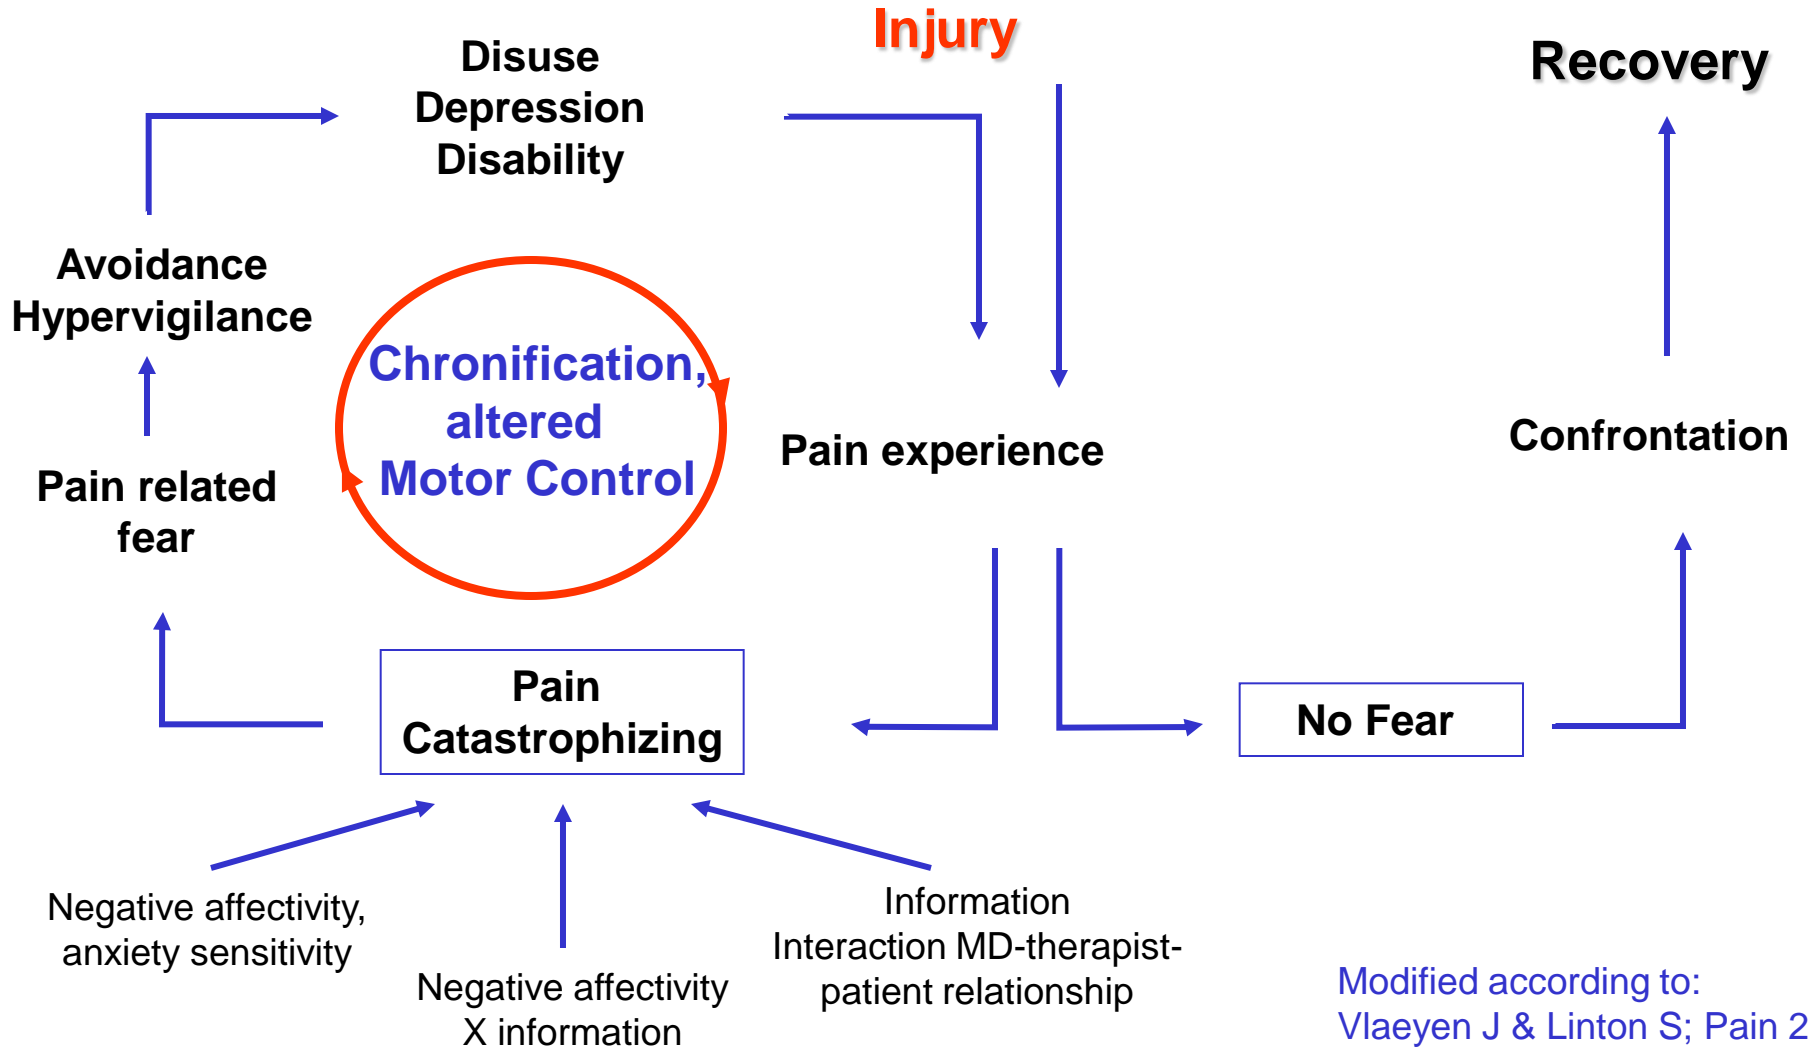 Injury
Recovery
Disuse
Depression
Disability
Avoidance
Hypervigilance
Chronification,
altered
Motor Control
Pain experience
Confrontation
Pain related
fear
Pain
Catastrophizing
No Fear
Negative affectivity,
anxiety sensitivity
Negative affectivity
X information
Information
Interaction MD-therapist-
patient relationship
Modified according to:
Vlaeyen J & Linton S; Pain 2